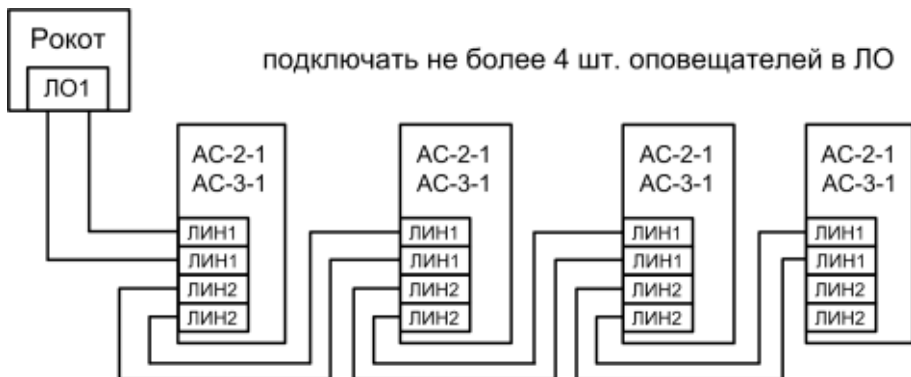 Рокот
ЛО1
подключать не более 4 шт. оповещателей в ЛО
АС-2-1
АС-3-1
ЛИН1
ЛИН1
ЛИН2
ЛИН2
АС-2-1
АС-3-1
ЛИН1
ЛИН1
ЛИН2
ЛИН2
АС-2-1
АС-3-1
ЛИН1
ЛИН1
ЛИН2
ЛИН2
АС-2-1
АС-3-1
ЛИН1
ЛИН1
ЛИН2
ЛИН2